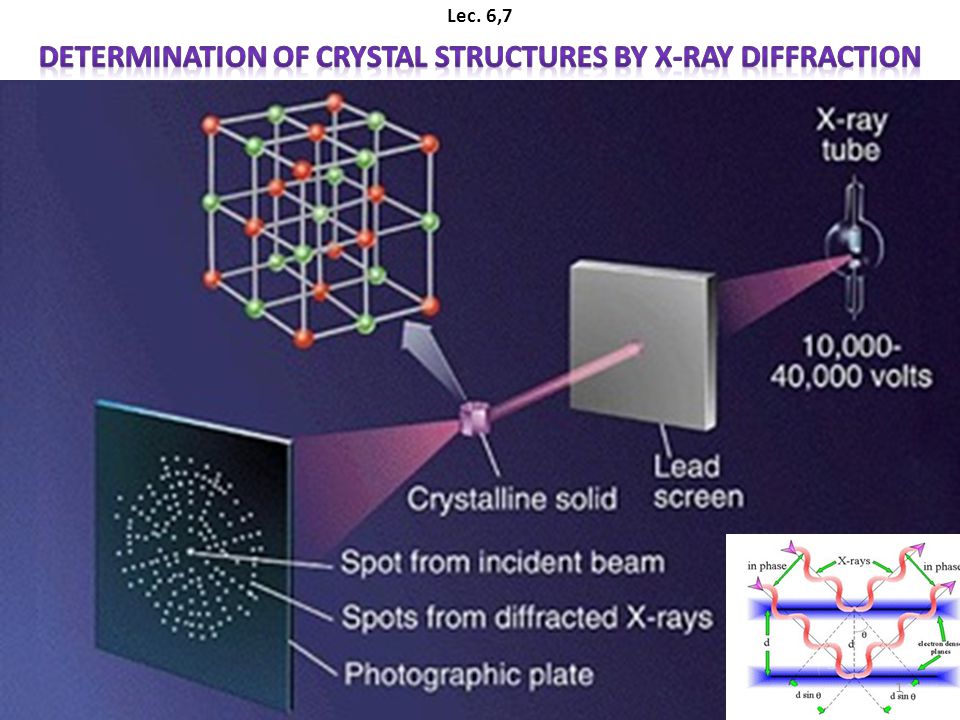 Lec. 6,7
DETERMINATION OF CRYSTAL STRUCTURES BY X-RAY DIFFRACTION
X-ray
tube
10,000-
40,000 volts
Lead
screen
Crystalline solid
Spot from incident beam
Spots from diffracted X-rays
Photographic plate
in phase
X-rays
in phase
θ
d
d
electron dense
planes
d sin θ
d sin θ
1